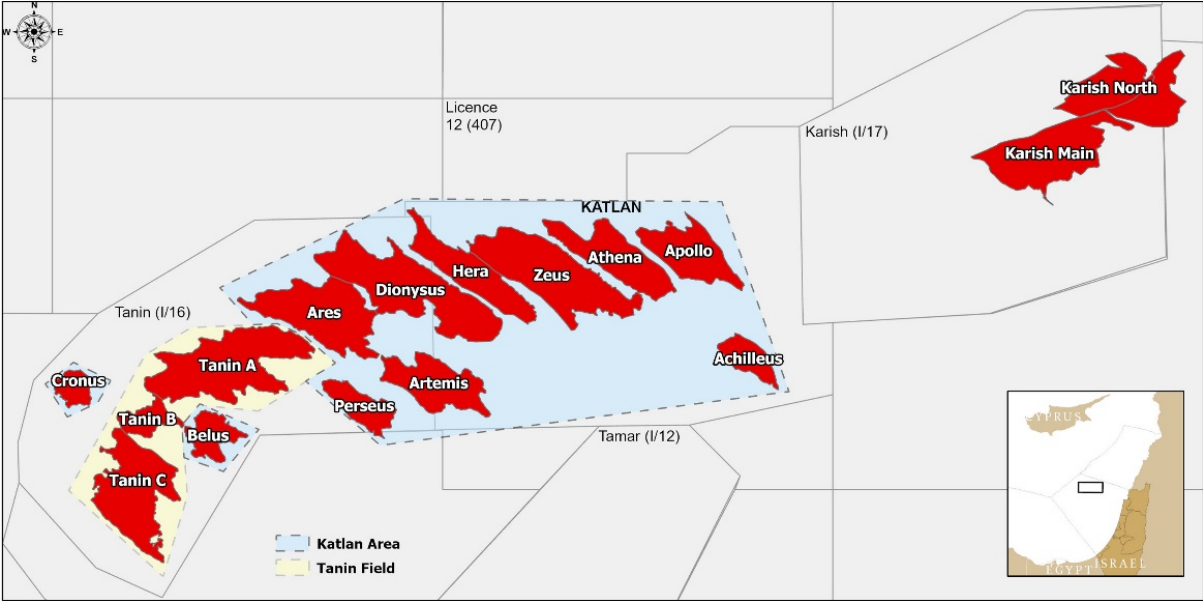 N
W E
S
Licence
12 (407)
Karish (I/17)
Karish North
Karish Main
KATLAN
Apollo
Athena
Hera
Zeus
Dionysus
Ares
Tanin (I/16)
Tanin A
Achilleus
Cronus
Artemis
Perseus
Tanin B
Belus
Tamar (I/12)
Tanin C
Katlan Area
Tanin Field
CYPRUS
ISRAEL
EGYPT